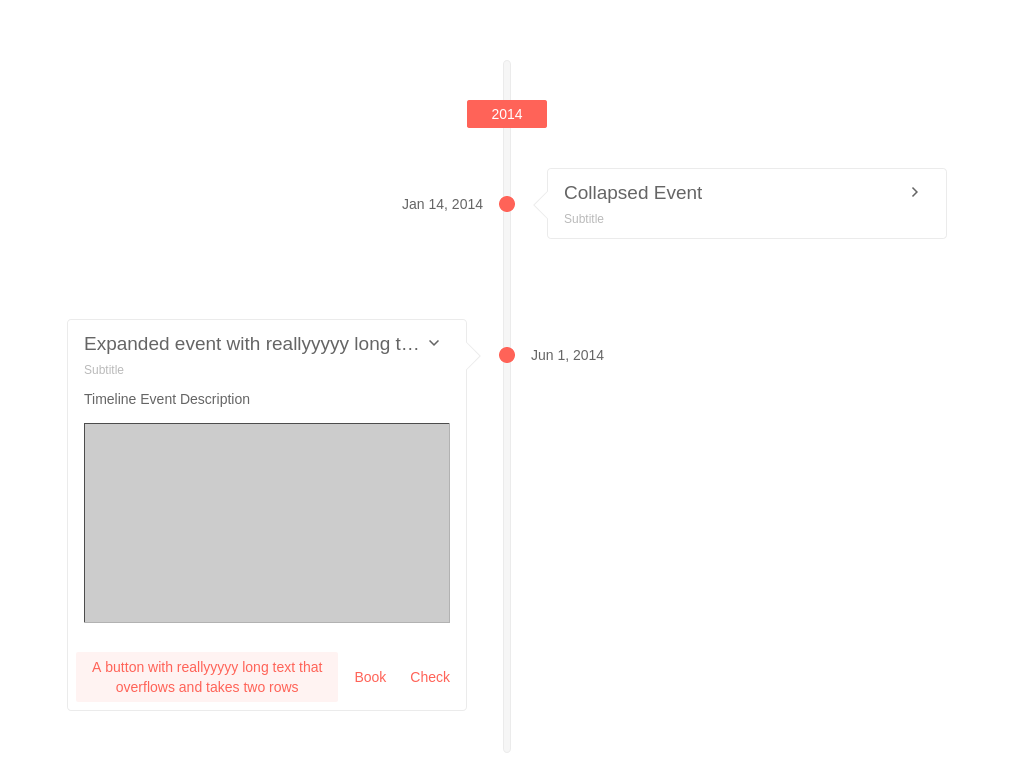 2014
Jan 14, 2014
Collapsed Event
Subtitle
Expanded event with reallyyyyy long t…
Subtitle
Jun 1, 2014
Timeline Event Description
A button with reallyyyyy long text that
overflows and takes two rows
Book
Check